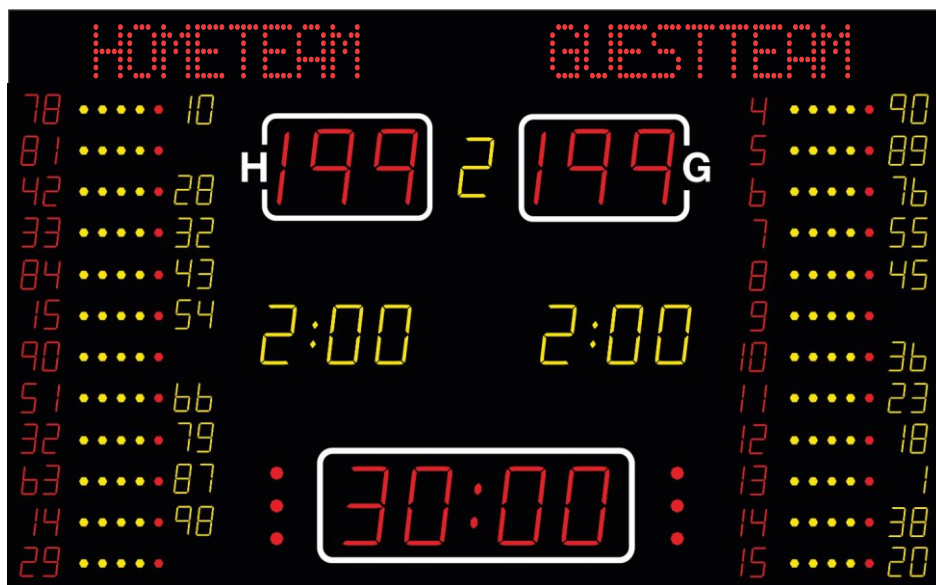 HOMETEAM GUESTTEAM
78 10 4 90
81 5 89
H 199 2 199 G
42 28 6 76
33 32 7 55
84 43 8 45
15 54 2:00 2:00 9
90 10 36
51 66 11 23
32 79 12 18
63 87 13 1
14 98 30:00 14 38
29 15 20